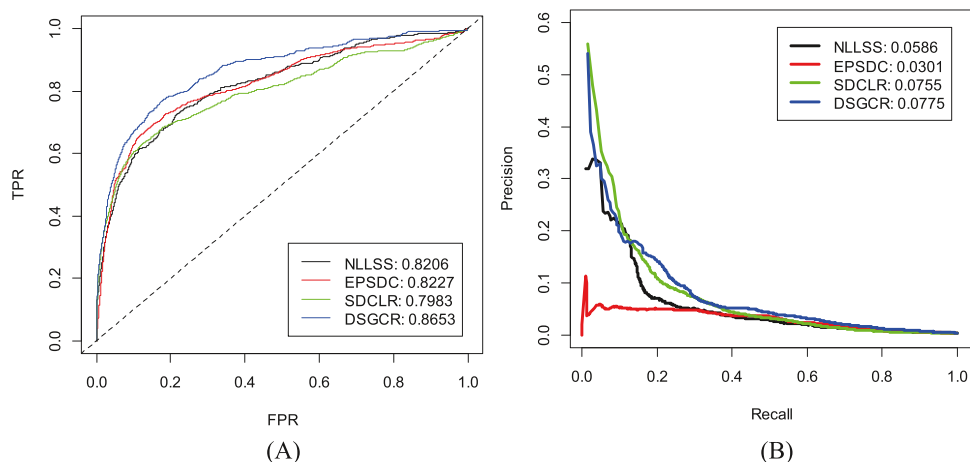 TPR
1.0
0.8
0.6
0.4
0.2
0.0
NLLSS: 0.8206
EPSDC: 0.8227
SDCLR: 0.7983
DSGCR: 0.8653
0.0 0.2 0.4 0.6 0.8 1.0
FPR
(A)
Precision
0.6
0.5
0.4
0.3
0.2
0.1
0.0
NLLSS: 0.0586
EPSDC: 0.0301
SDCLR: 0.0755
DSGCR: 0.0775
0.0 0.2 0.4 0.6 0.8 1.0
Recall
(B)